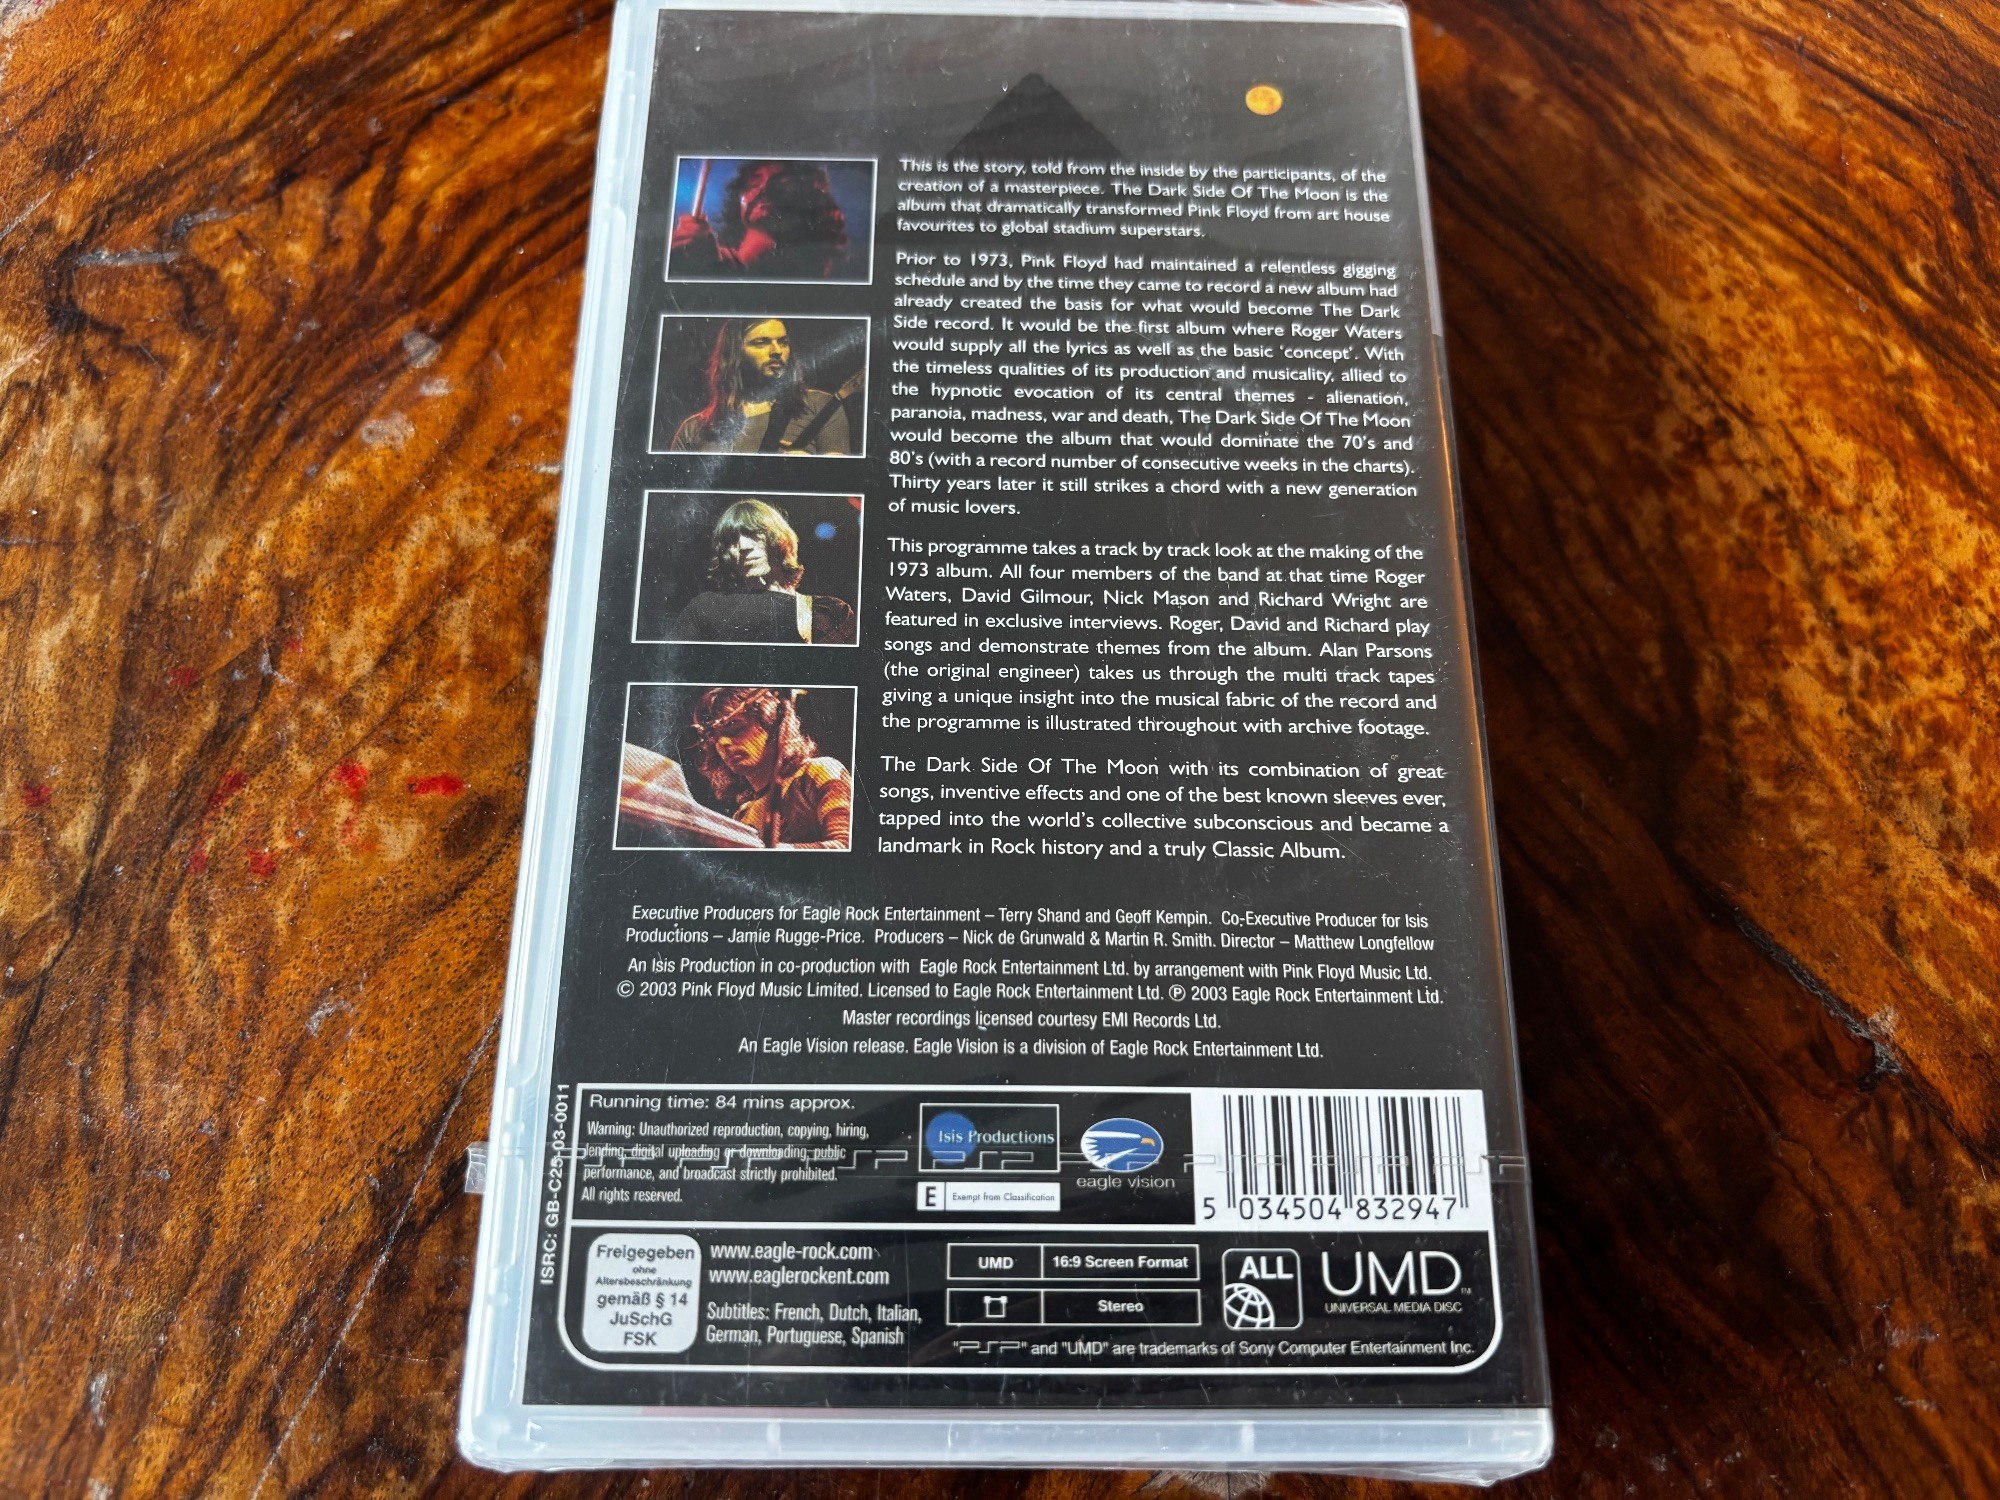 This is the story, told from the inside by the participants, of the
creation of a masterpiece. The Dark Side Of The Moon is the
album that dramatically transformed Pink Floyd from art house
favourites to global stadium superstars.
Prior to 1973, Pink Floyd had maintained a relentless gigging
schedule and by the time they came to record a new album had
already created the basis for what would become The Dark
Side record. It would be the first album where Roger Waters
would supply all the lyrics as well as the basic 'concept'. With
the timeless qualities of its production and musicality, allied to
the hypnotic evocation of its central themes - alienation,
paranoia, madness, war and death, The Dark Side Of The Moon
would become the album that would dominate the 70's and
80's (with a record number of consecutive weeks in the charts).
Thirty years later it still strikes a chord with a new generation
of music lovers.
This programme takes a track by track look at the making of the
1973 album. All four members of the band at that time Roger
Waters, David Gilmour, Nick Mason and Richard Wright are
featured in exclusive interviews. Roger, David and Richard play
songs and demonstrate themes from the album. Alan Parsons
(the original engineer) takes us through the multi track tapes
giving a unique insight into the musical fabric of the record and
the programme is illustrated throughout with archive footage.
The Dark Side Of The Moon with its combination of great
songs, inventive effects and one of the best known sleeves ever,
tapped into the world's collective subconscious and became a
landmark in Rock history and a truly Classic Album.
Executive Producers for Eagle Rock Entertainment – Terry Shand and Geoff Kempin. Co-Executive Producer for Isis
Productions – Jamie Rugge-Price. Producers – Nick de Grunwald & Martin R. Smith. Director – Matthew Longfellow
An Isis Production in co-production with Eagle Rock Entertainment Ltd. by arrangement with Pink Floyd Music Ltd.
© 2003 Pink Floyd Music Limited. Licensed to Eagle Rock Entertainment Ltd. ℗ 2003 Eagle Rock Entertainment Ltd.
Master recordings licensed courtesy EMI Records Ltd.
An Eagle Vision release. Eagle Vision is a division of Eagle Rock Entertainment Ltd.
ISRC: GB-C25-03-0011
Running time: 84 mins approx.
Warning: Unauthorized reproduction, copying, hiring,
lending, digital uploading or downloading, public
performance, and broadcast strictly prohibited.
All rights reserved.
Isis Productions
E Exempt from Classification
eagle vision
PSP PSP PSP PSP PSP PSP PSP PSP
5 034504 832947
Freigegeben
ohne
Altersbeschränkung
gemäß § 14
JuSchG
FSK
www.eagle-rock.com
www.eaglerockent.com
Subtitles: French, Dutch, Italian,
German, Portuguese, Spanish
UMD 16:9 Screen Format
Stereo
ALL
UMD™
UNIVERSAL MEDIA DISC
"PSP" and "UMD" are trademarks of Sony Computer Entertainment Inc.